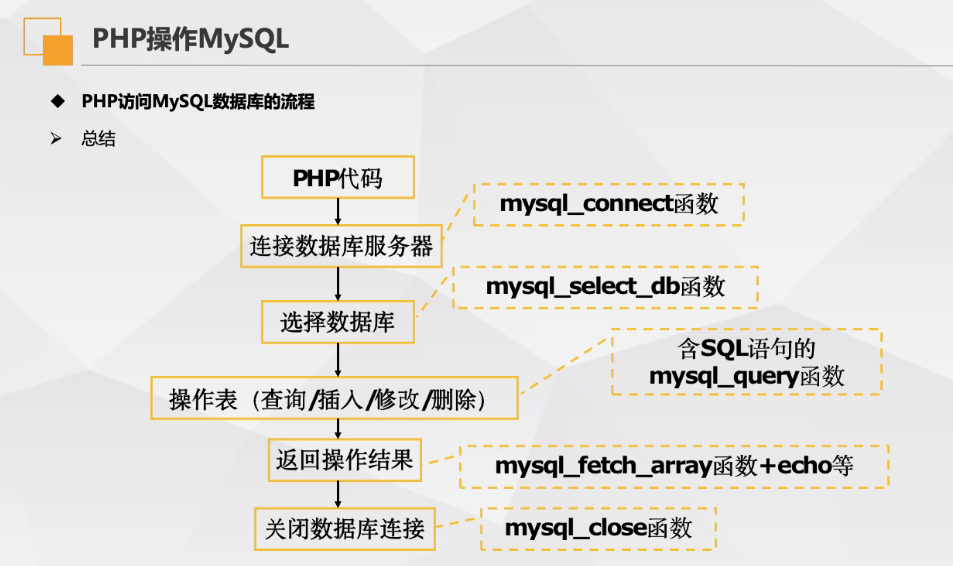 PHP操作MySQL
PHP访问MySQL数据库的流程
总结
PHP代码
mysql_connect函数
连接数据库服务器
mysql_select_db函数
选择数据库
含SQL语句的
mysql_query函数
操作表（查询/插入/修改/删除）
返回操作结果
mysql_fetch_array函数+echo等
关闭数据库连接
mysql_close函数